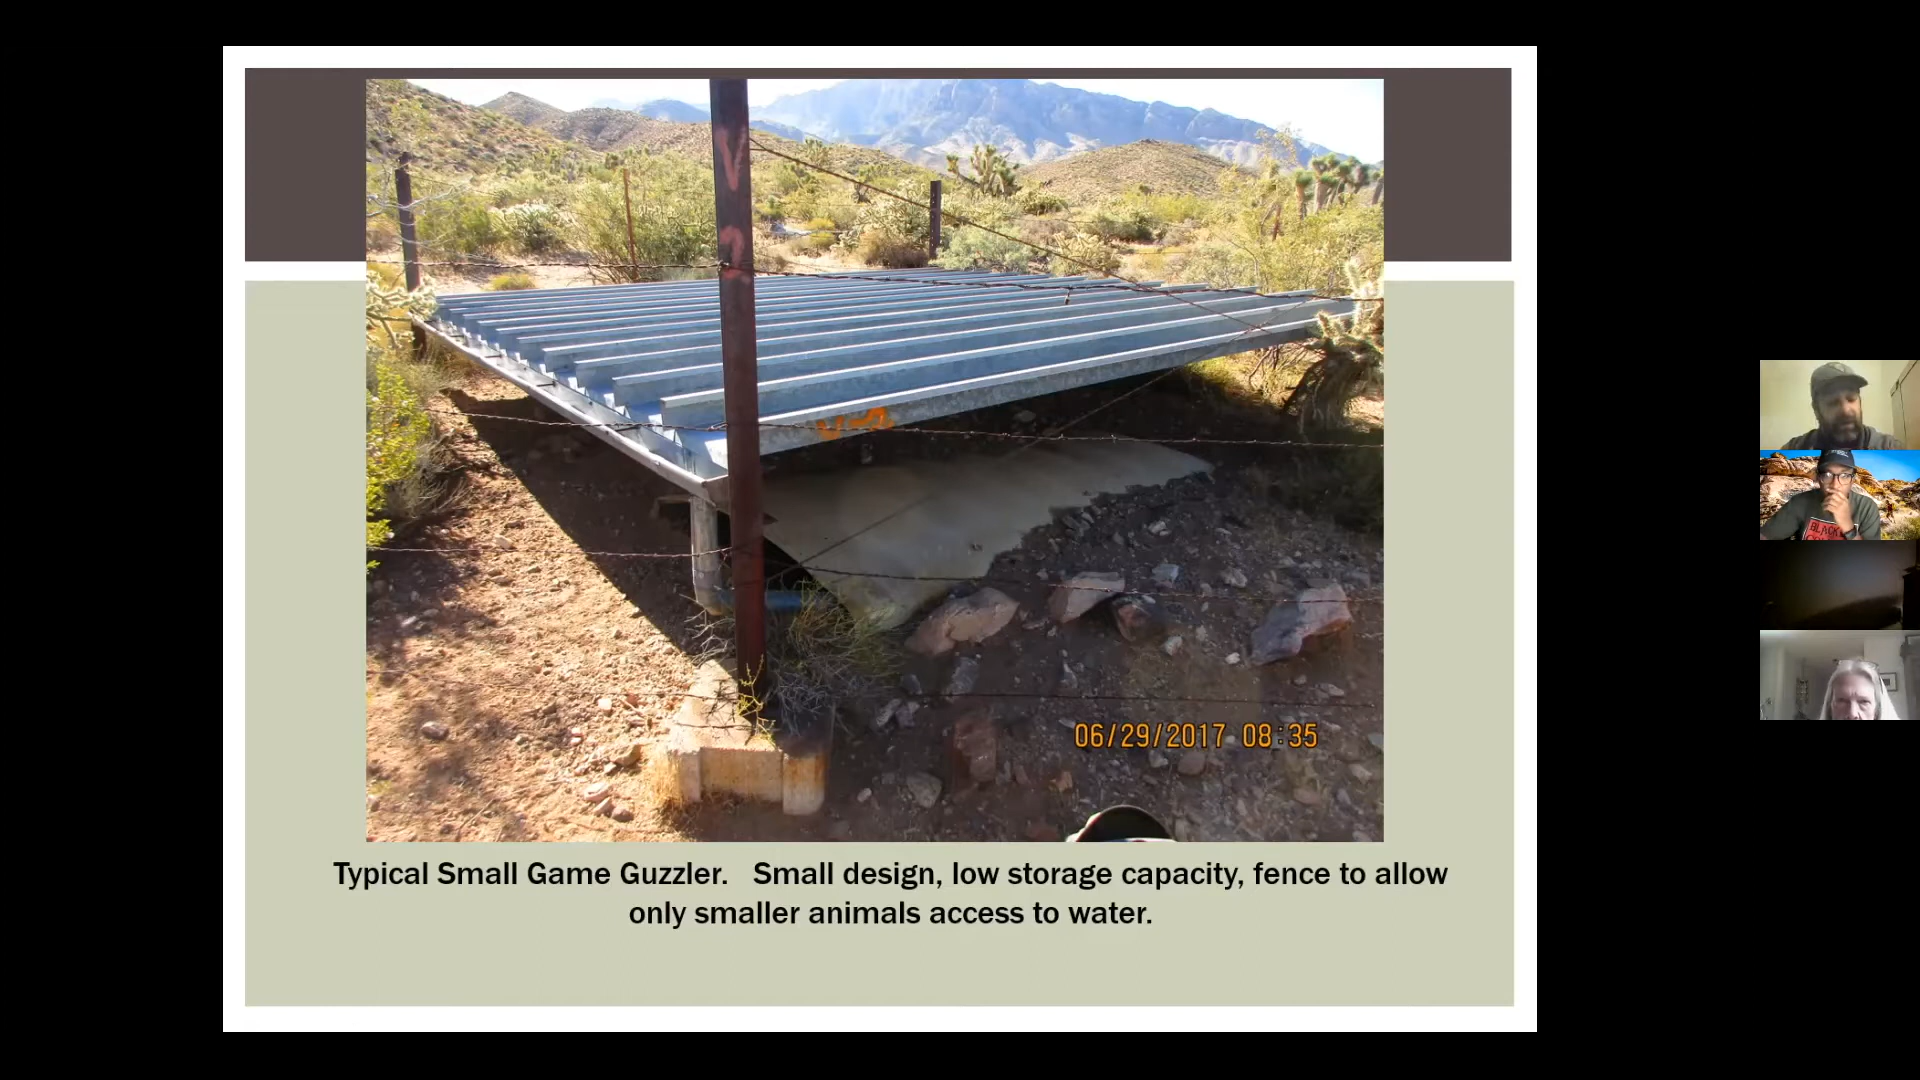 06/29/2017 08:35
Typical Small Game Guzzler. Small design, low storage capacity, fence to allow
only smaller animals access to water.
BLACK